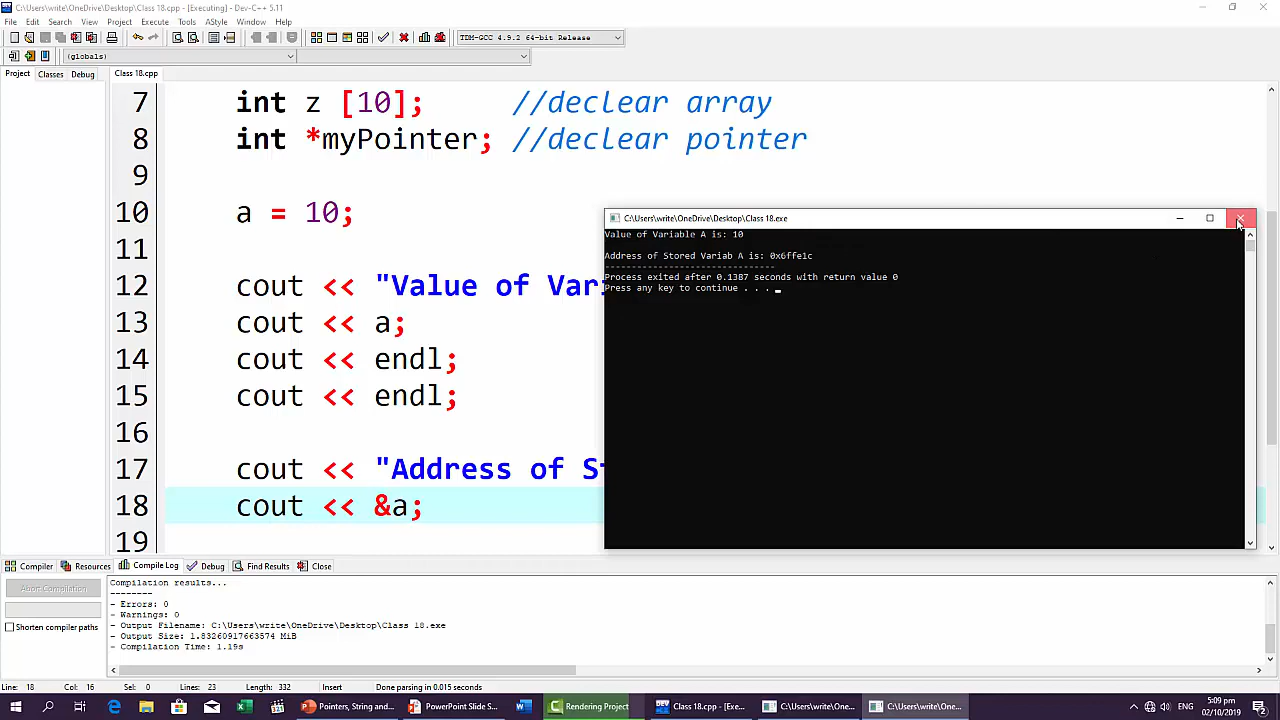 C:\Users\write\OneDrive\Desktop\Class 18.cpp - [Executing] - Dev-C++ 5.11
File Edit Search View Project Execute Tools AStyle Window Help
TDM-GCC 4.9.2 64-bit Release
(globals)
Project Classes Debug Class 18.cpp
7 int z [10]; //declear array
8 int *myPointer; //declear pointer
9
10 a = 10;
11
12 cout << "Value of Vari
13 cout << a;
14 cout << endl;
15 cout << endl;
16
17 cout << "Address of St
18 cout << &a;
19
C:\Users\write\OneDrive\Desktop\Class 18.exe
Value of Variable A is: 10
Address of Stored Variab A is: 0x6ffe1c
--------------------------------
Process exited after 0.1387 seconds with return value 0
Press any key to continue . . .
Compiler Resources Compile Log Debug Find Results Close
Abort Compilation
Shorten compiler paths
Compilation results...
--------
- Errors: 0
- Warnings: 0
- Output Filename: C:\Users\write\OneDrive\Desktop\Class 18.exe
- Output Size: 1.83260917663574 MiB
- Compilation Time: 1.19s
Line: 18 Col: 16 Sel: 0 Lines: 23 Length: 332 Insert Done parsing in 0.015 seconds
Pointers, String and... PowerPoint Slide S... Rendering Project Class 18.cpp - [Exe... C:\Users\write\One... C:\Users\write\One...
ENG
5:09 pm
02/10/2019
2